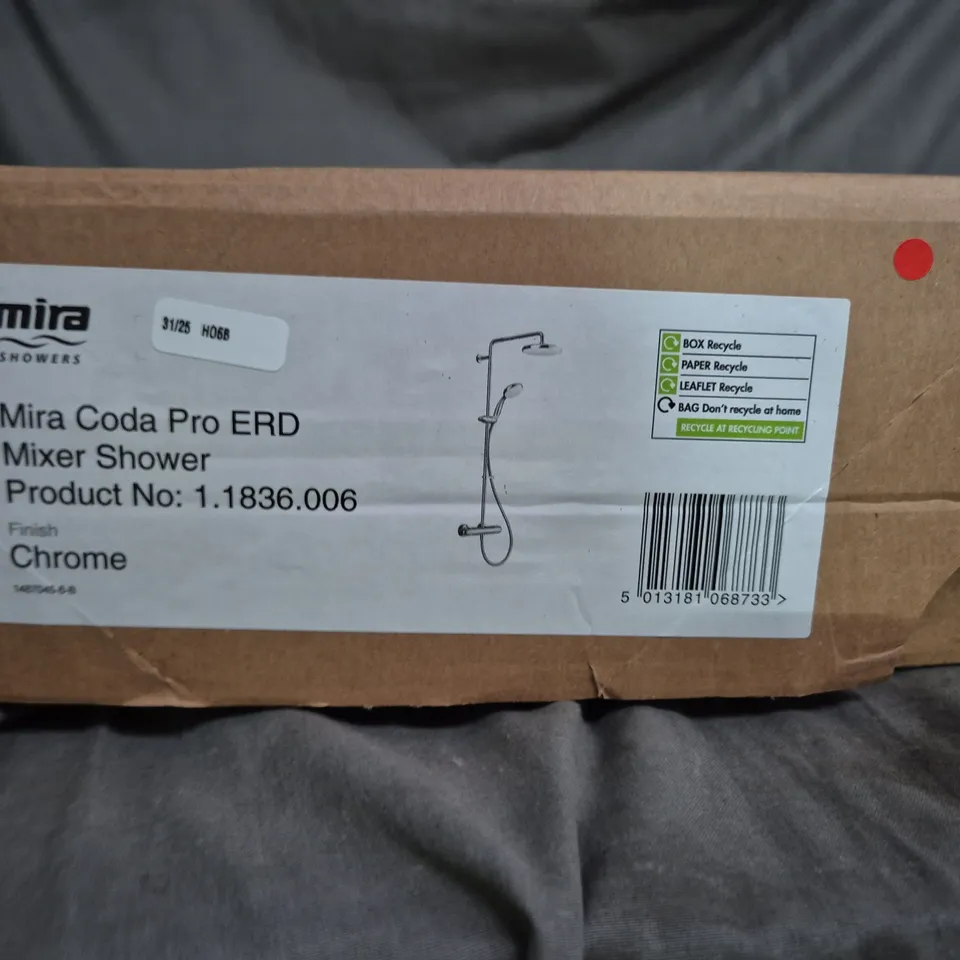 mira
SHOWERS
31/25 HO6B
Mira Coda Pro ERD
Mixer Shower
Product No: 1.1836.006
Finish
Chrome
BOX Recycle
PAPER Recycle
LEAFLET Recycle
BAG Don't recycle at home
RECYCLE AT RECYCLING POINT
5 013181 068733 >